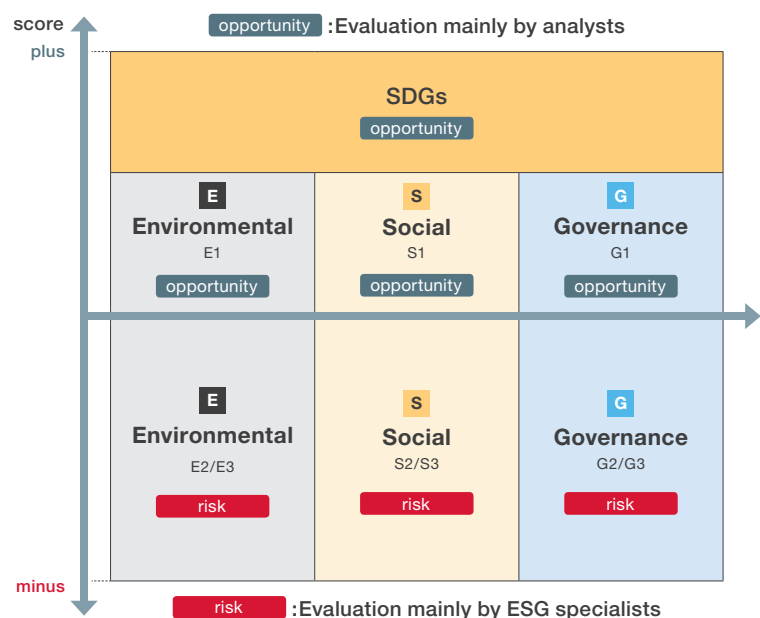 score
opportunity :Evaluation mainly by analysts
plus
SDGs
opportunity
E
Environmental
E1
opportunity
S
Social
S1
opportunity
G
Governance
G1
opportunity
E
Environmental
E2/E3
risk
S
Social
S2/S3
risk
G
Governance
G2/G3
risk
minus
risk :Evaluation mainly by ESG specialists